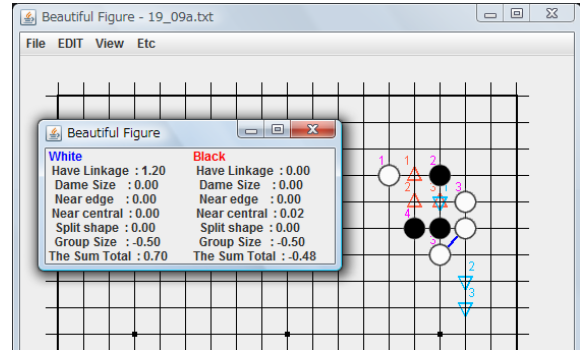 Beautiful Figure - 19_09a.txt
File EDIT View Etc
Beautiful Figure
White Black
Have Linkage : 1.20 Have Linkage : 0.00
Dame Size : 0.00 Dame Size : 0.00
Near edge : 0.00 Near edge : 0.00
Near central : 0.00 Near central : 0.02
Split shape : 0.00 Split shape : 0.00
Group Size : -0.50 Group Size : -0.50
The Sum Total : 0.70 The Sum Total : -0.48
1 1 2
2 3 3
4
3
2
3